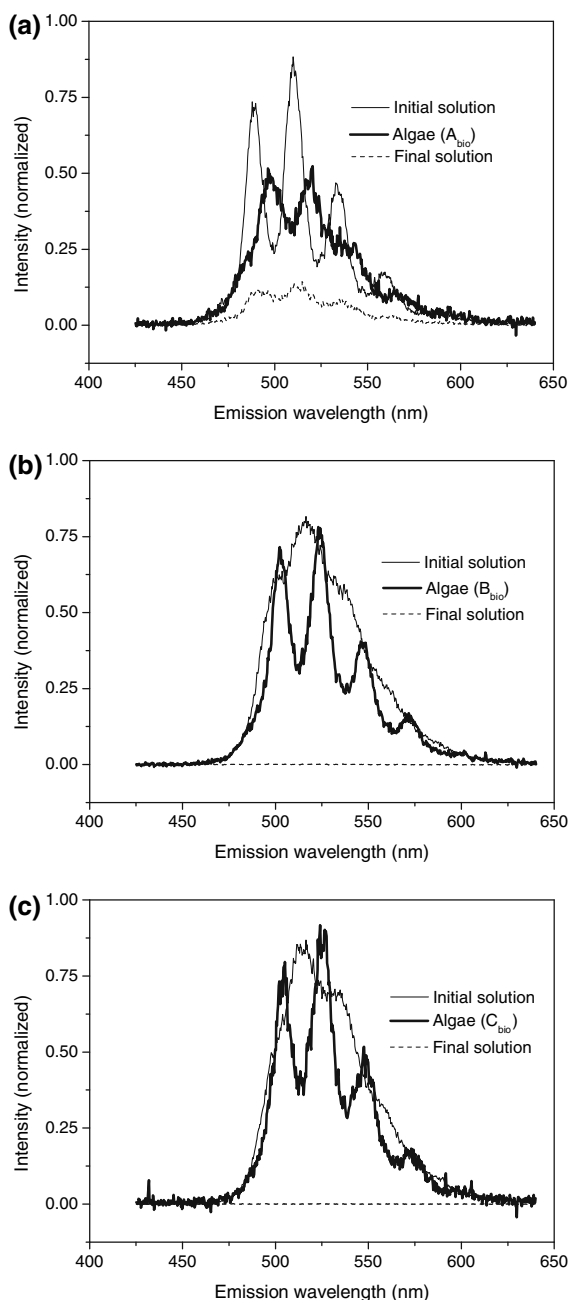 (a)
1.00
0.75
0.50
0.25
0.00
Intensity (normalized)
Initial solution
Algae (A_bio)
Final solution
400 450 500 550 600 650
Emission wavelength (nm)
(b)
1.00
0.75
0.50
0.25
0.00
Intensity (normalized)
Initial solution
Algae (B_bio)
Final solution
400 450 500 550 600 650
Emission wavelength (nm)
(c)
1.00
0.75
0.50
0.25
0.00
Intensity (normalized)
Initial solution
Algae (C_bio)
Final solution
400 450 500 550 600 650
Emission wavelength (nm)